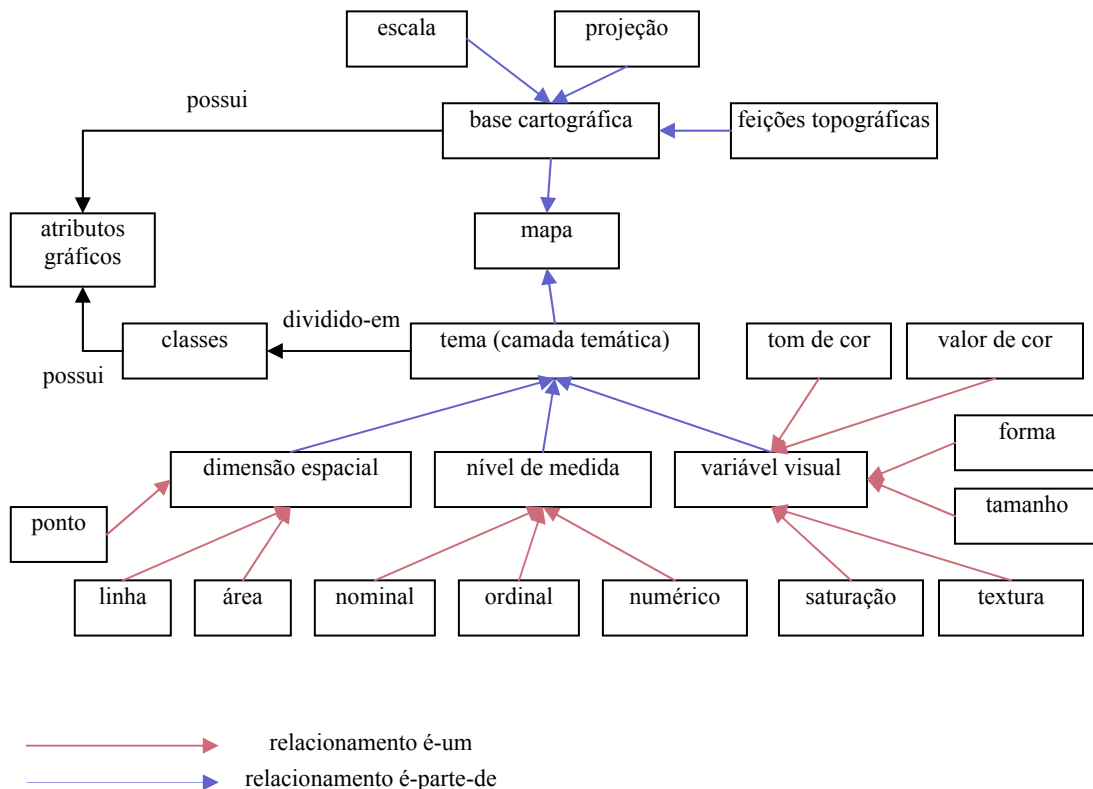 escala
projeção
possui
base cartográfica
feições topográficas
atributos
gráficos
mapa
dividido-em
classes
tema (camada temática)
tom de cor
valor de cor
possui
forma
dimensão espacial
nível de medida
variável visual
tamanho
ponto
linha
área
nominal
ordinal
numérico
saturação
textura
relacionamento é-um
relacionamento é-parte-de